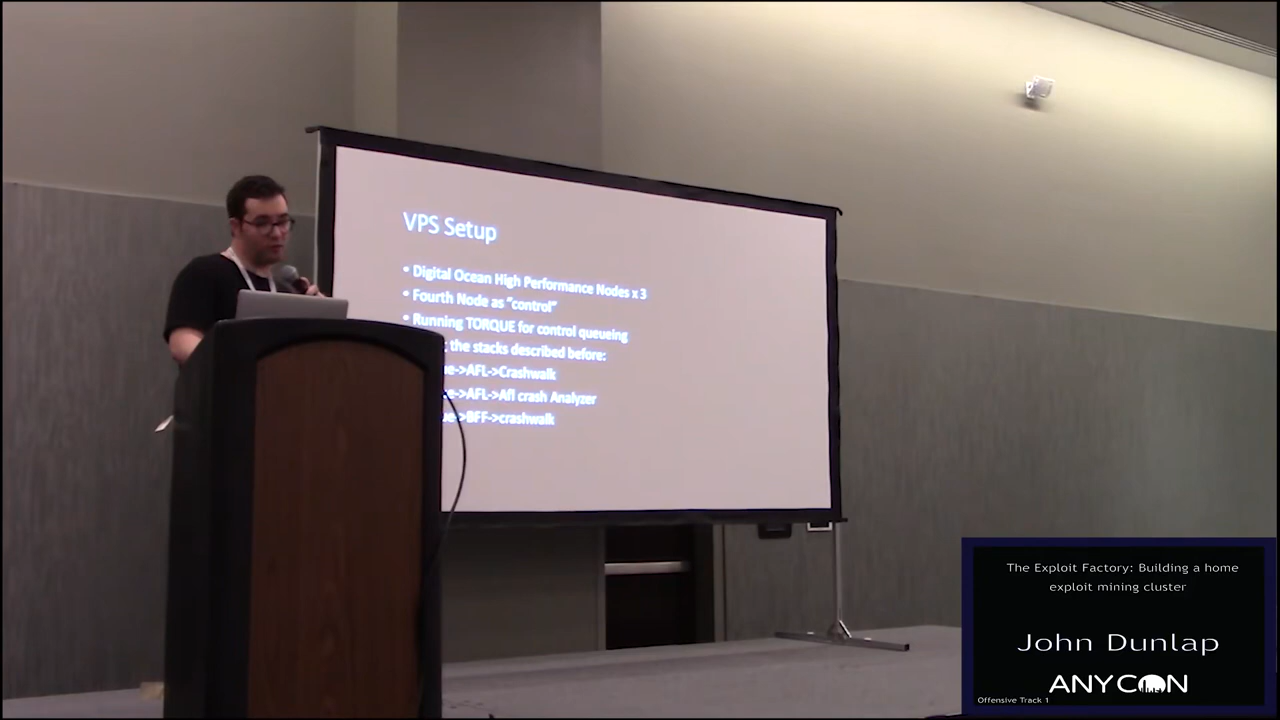 VPS Setup
• Digital Ocean High Performance Nodes x 3
• Fourth Node as “control”
• Running TORQUE for control queueing
the stacks described before:
->AFL->Crashwalk
->AFL->Afl crash Analyzer
->BFF->crashwalk
The Exploit Factory: Building a home
exploit mining cluster
John Dunlap
ANYCON
Offensive Track 1